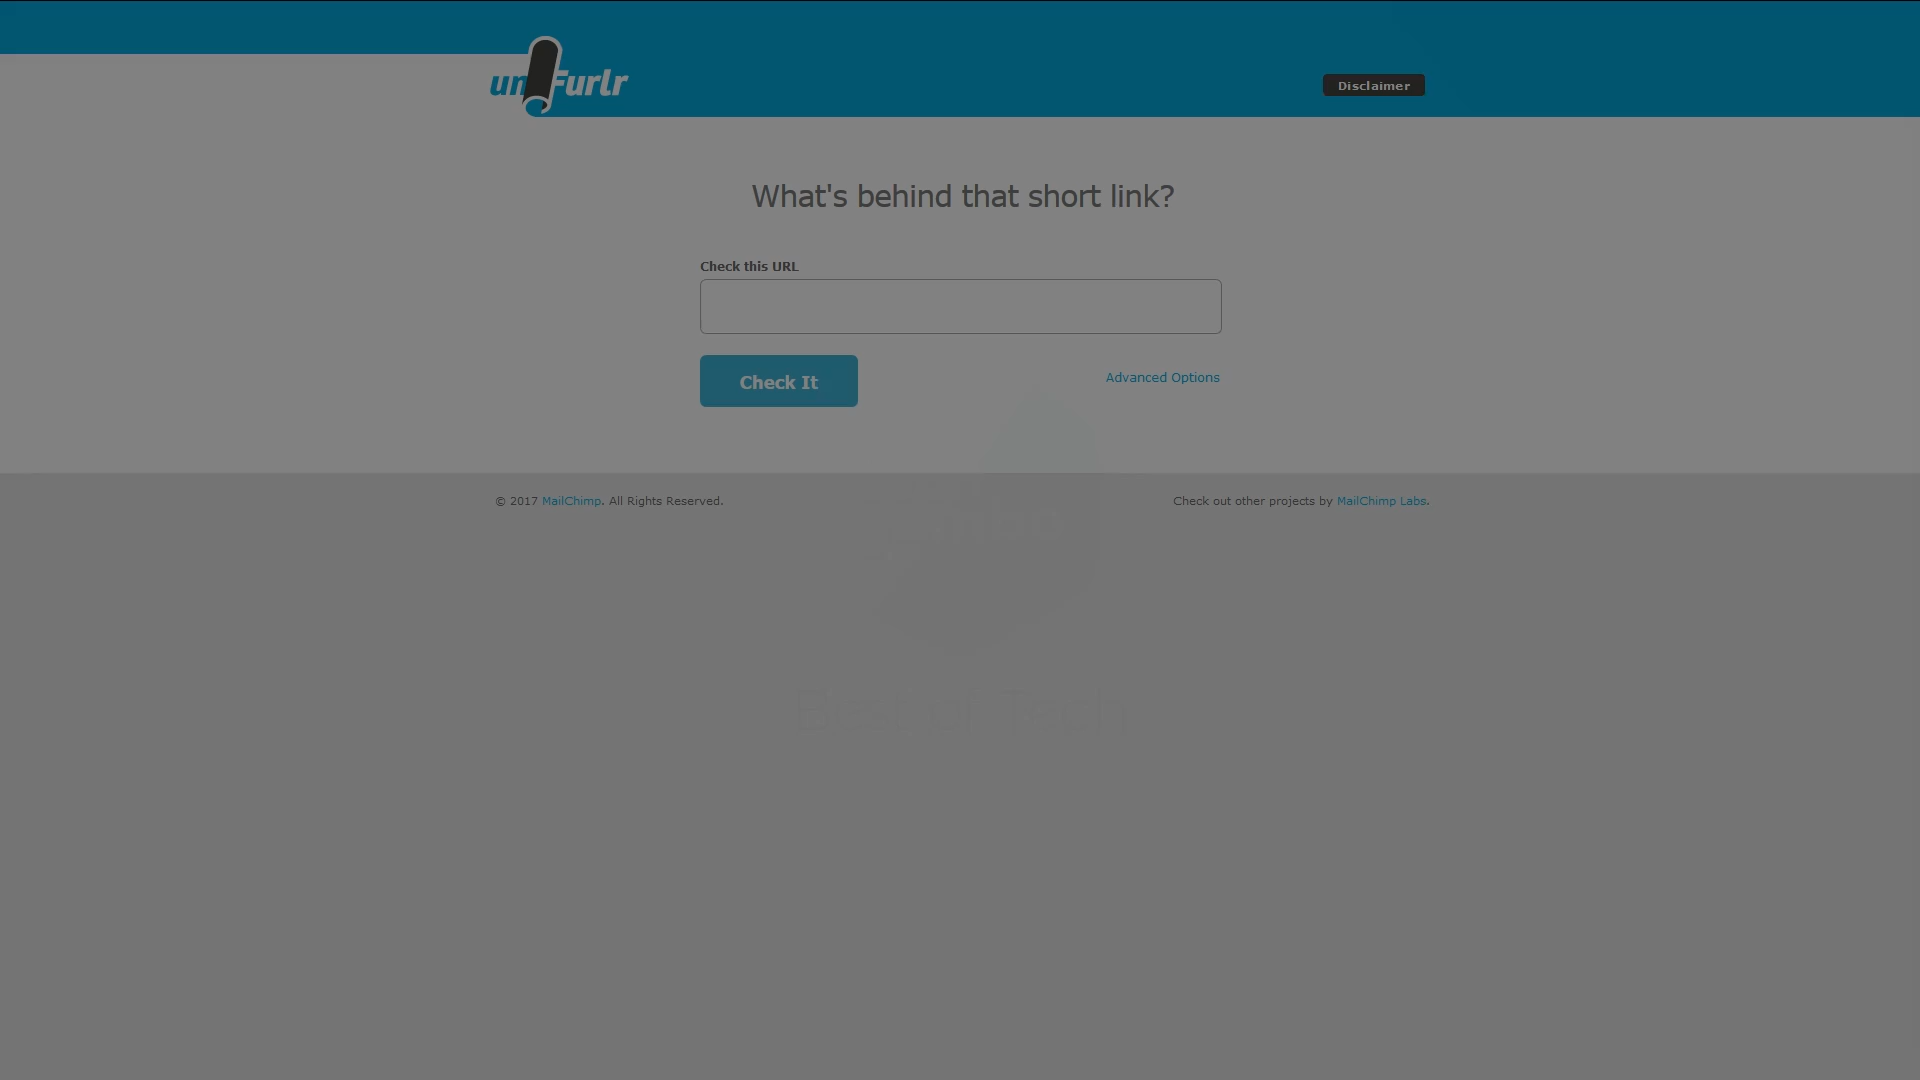 unFurlr
Disclaimer
What's behind that short link?
Check this URL
Check It
Advanced Options
© 2017 MailChimp. All Rights Reserved.
Check out other projects by MailChimp Labs.